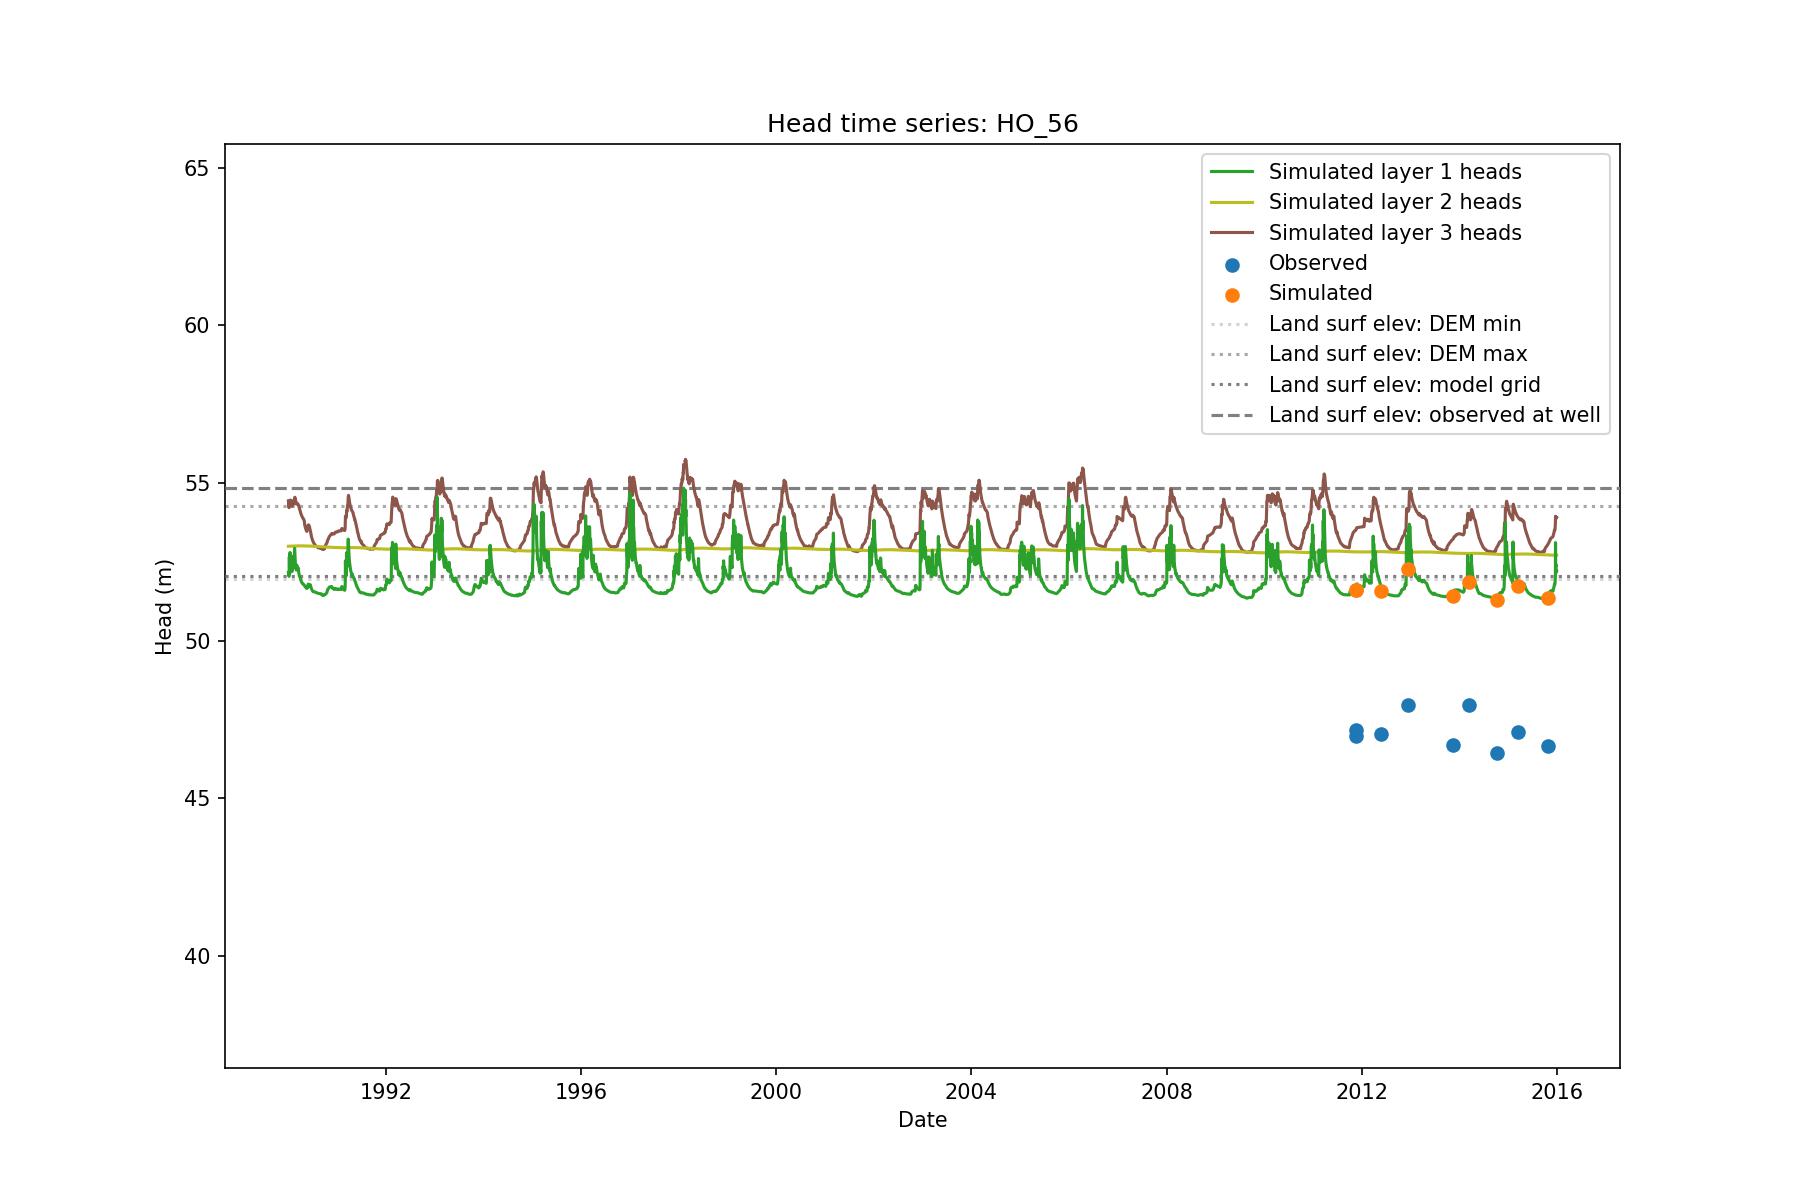 Head time series: HO_56
65
60
55
50
45
40
Head (m)
Simulated layer 1 heads
Simulated layer 2 heads
Simulated layer 3 heads
Observed
Simulated
Land surf elev: DEM min
Land surf elev: DEM max
Land surf elev: model grid
Land surf elev: observed at well
1992 1996 2000 2004 2008 2012 2016
Date